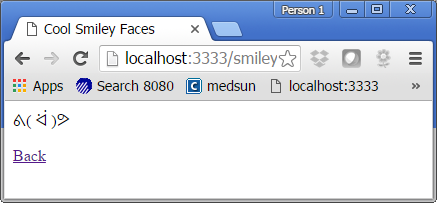 Person 1
Cool Smiley Faces
localhost:3333/smiley
Apps Search 8080 medsun localhost:3333 »
ᕕ( ᐛ )ᕗ
Back